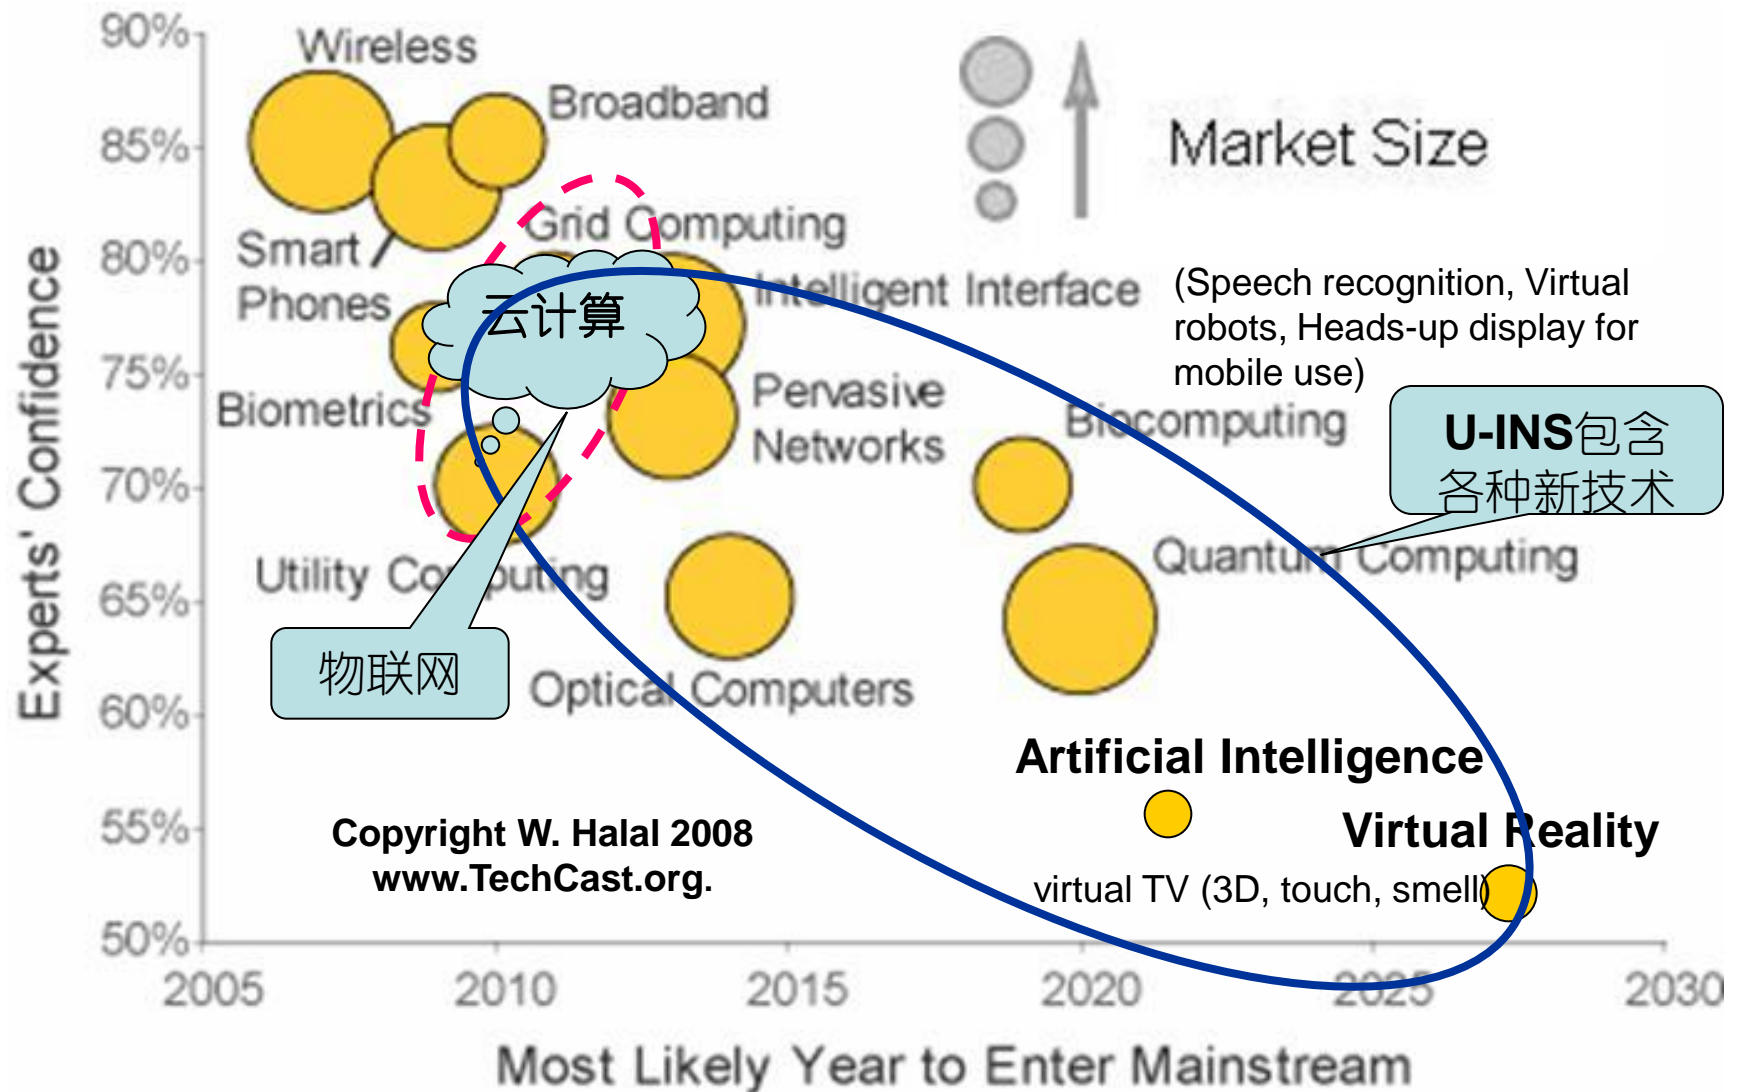 90%
Wireless
Broadband
85%
Market Size
Grid Computing
Smart
Phones
80%
Intelligent Interface
(Speech recognition, Virtual
robots, Heads-up display for
mobile use)
云计算
75%
Biometrics
Pervasive
Networks
Biocomputing
U-INS包含
各种新技术
70%
Utility Computing
Quantum Computing
65%
物联网
Optical Computers
60%
Artificial Intelligence
55%
Virtual Reality
Copyright W. Halal 2008
www.TechCast.org.
virtual TV (3D, touch, smell)
50%
Experts' Confidence
2005
2010
2015
2020
2025
2030
Most Likely Year to Enter Mainstream